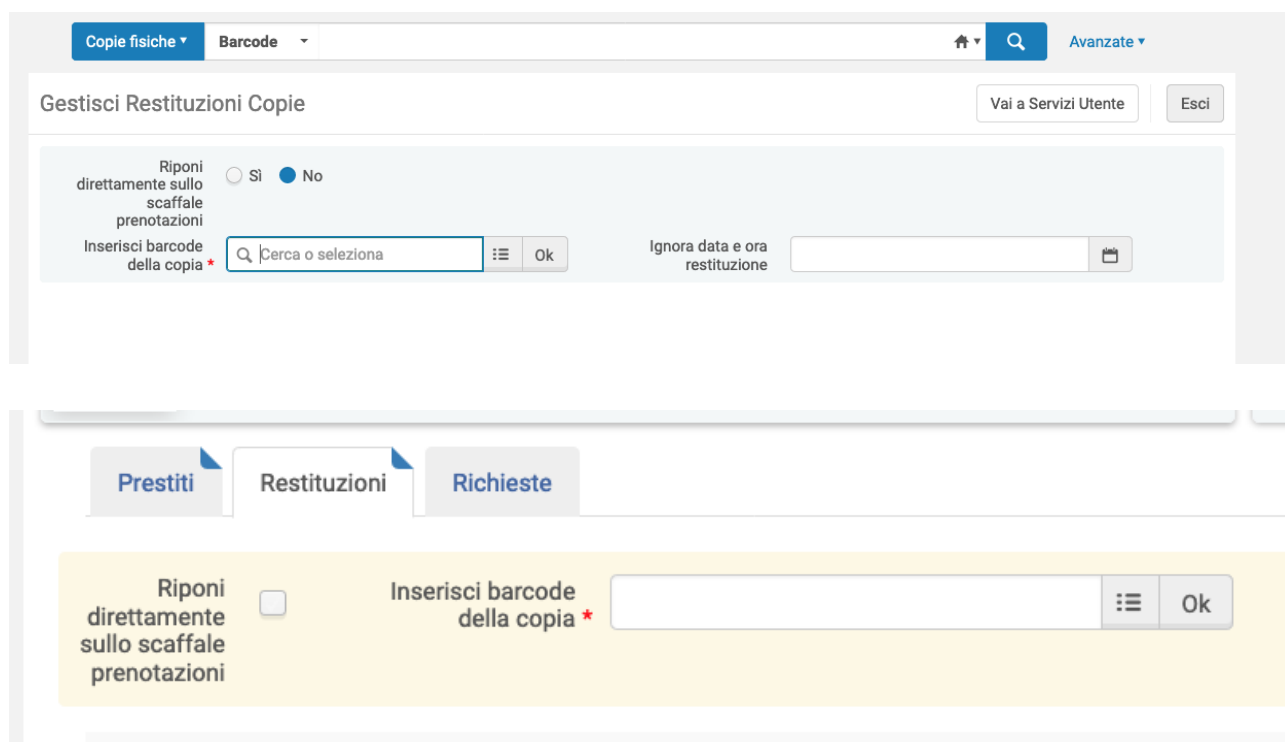 Copie fisiche Barcode Avanzate
Gestisci Restituzioni Copie Vai a Servizi Utente Esci
Riponi
direttamente sullo
scaffale
prenotazioni
Sì No
Inserisci barcode
della copia *
Cerca o seleziona Ok
Ignora data e ora
restituzione
Prestiti Restituzioni Richieste
Riponi
direttamente
sullo scaffale
prenotazioni
Inserisci barcode
della copia *
Ok